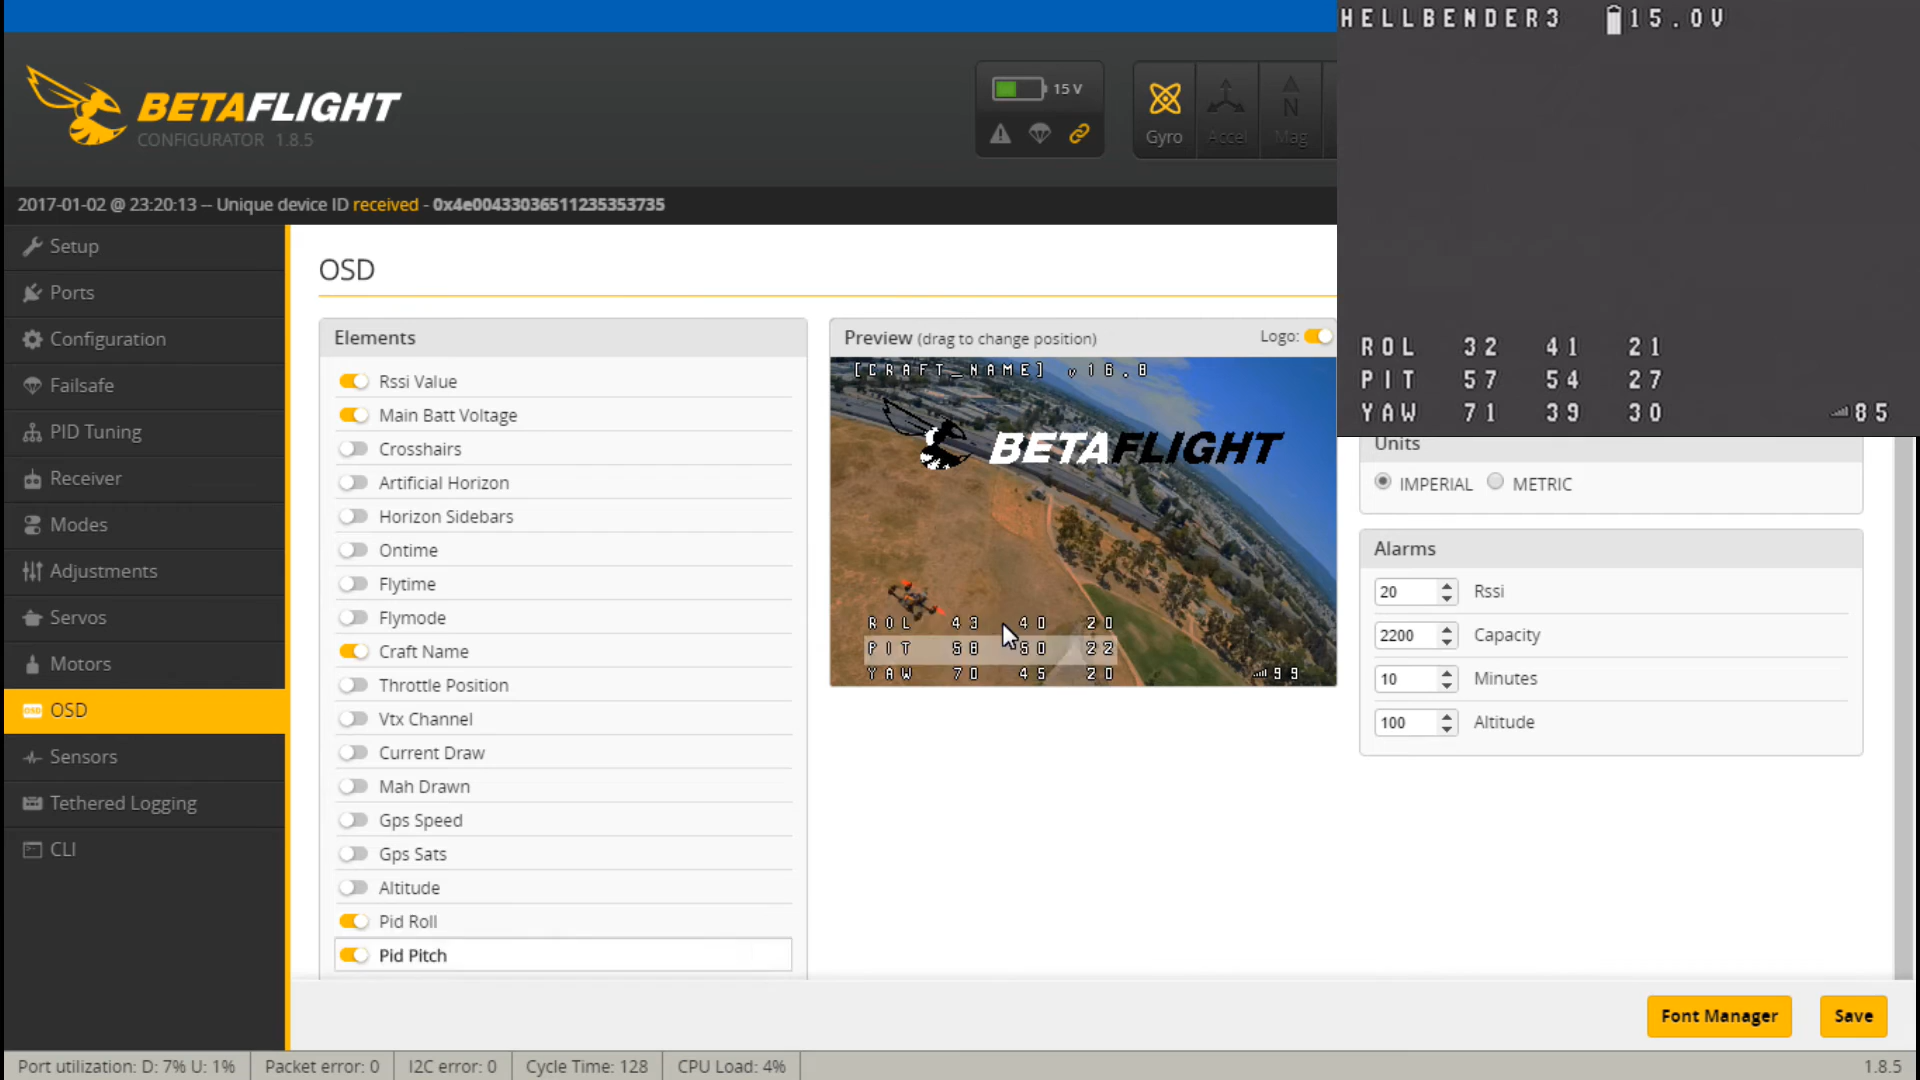 HELLBENDER3 15.0V
BETAFLIGHT
CONFIGURATOR 1.8.5
15 V
Gyro
Accel
Mag
2017-01-02 @ 23:20:13 -- Unique device ID received - 0x4e00433036511235353735
ROL 32 41 21
PIT 57 54 27
YAW 71 39 30 85
Setup
Ports
Configuration
Failsafe
PID Tuning
Receiver
Modes
Adjustments
Servos
Motors
OSD
OSD
Sensors
Tethered Logging
CLI
OSD
Elements
Rssi Value
Main Batt Voltage
Crosshairs
Artificial Horizon
Horizon Sidebars
Ontime
Flytime
Flymode
Craft Name
Throttle Position
Vtx Channel
Current Draw
Mah Drawn
Gps Speed
Gps Sats
Altitude
Pid Roll
Pid Pitch
Preview (drag to change position)
Logo:
[CRAFT_NAME] v16.8
BETAFLIGHT
ROL 43 40 20
PIT 58 50 22
YAW 70 45 20 99
Units
IMPERIAL METRIC
Alarms
20 Rssi
2200 Capacity
10 Minutes
100 Altitude
Font Manager
Save
Port utilization: D: 7% U: 1%
Packet error: 0
I2C error: 0
Cycle Time: 128
CPU Load: 4%
1.8.5